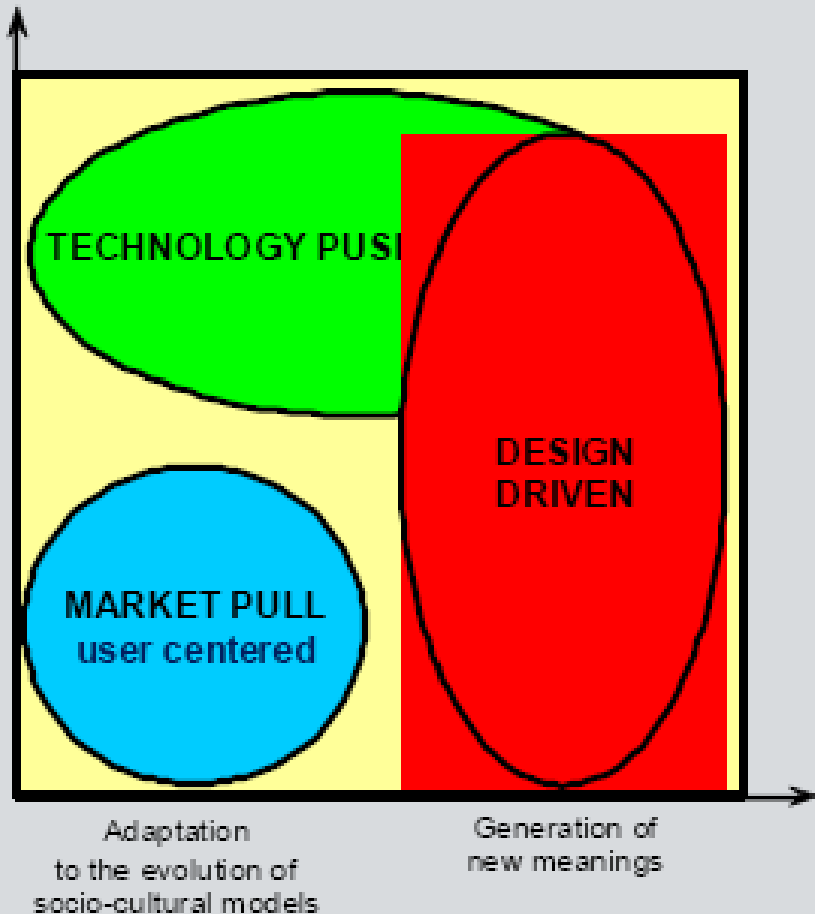 TECHNOLOGY PUS
DESIGN
DRIVEN
MARKET PULL
user centered
Adaptation
to the evolution of
socio-cultural models
Generation of
new meanings